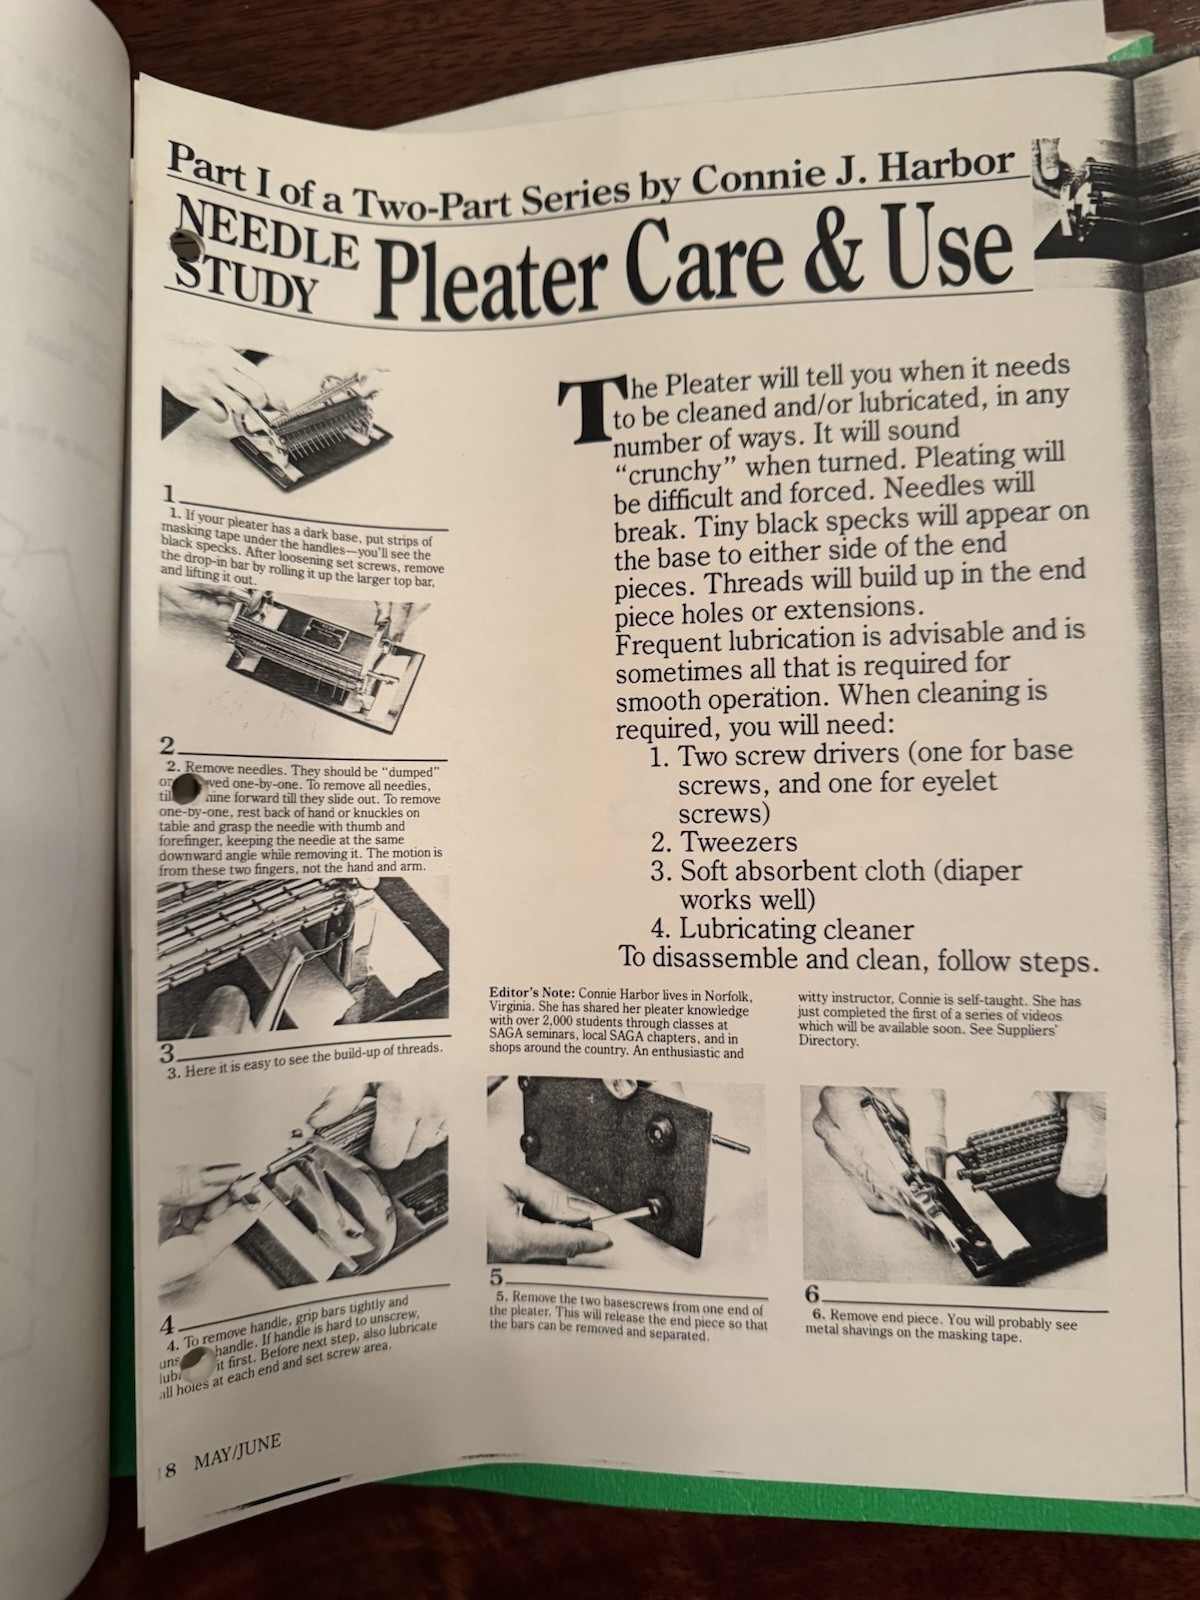 Part I of a Two-Part Series by Connie J. Harbor
NEEDLE
STUDY
Pleater Care & Use
The Pleater will tell you when it needs
to be cleaned and/or lubricated, in any
number of ways. It will sound
“crunchy” when turned. Pleating will
be difficult and forced. Needles will
break. Tiny black specks will appear on
the base to either side of the end
pieces. Threads will build up in the end
piece holes or extensions.
Frequent lubrication is advisable and is
sometimes all that is required for
smooth operation. When cleaning is
required, you will need:
1. Two screw drivers (one for base
screws, and one for eyelet
screws)
2. Tweezers
3. Soft absorbent cloth (diaper
works well)
4. Lubricating cleaner
To disassemble and clean, follow steps.
Editor's Note: Connie Harbor lives in Norfolk,
Virginia. She has shared her pleater knowledge
with over 2,000 students through classes at
SAGA seminars, local SAGA chapters, and in
shops around the country. An enthusiastic and
witty instructor, Connie is self-taught. She has
just completed the first of a series of videos
which will be available soon. See Suppliers'
Directory.
1
1. If your pleater has a dark base, put strips of
masking tape under the handles—you'll see the
black specks. After loosening set screws, remove
the drop-in bar by rolling it up the larger top bar,
and lifting it out.
2
2. Remove needles. They should be “dumped”
one-by-one. To remove all needles,
forward till they slide out. To remove
one-by-one, rest back of hand or knuckles on
table and grasp the needle with thumb and
forefinger, keeping the needle at the same
downward angle while removing it. The motion is
from these two fingers, not the hand and arm.
3
3. Here it is easy to see the build-up of threads.
4
4. To remove handle, grip bars tightly and
handle. If handle is hard to unscrew,
it first. Before next step, also lubricate
all holes at each end and set screw area.
5
5. Remove the two basescrews from one end of
the pleater. This will release the end piece so that
the bars can be removed and separated.
6
6. Remove end piece. You will probably see
metal shavings on the masking tape.
8 MAY/JUNE